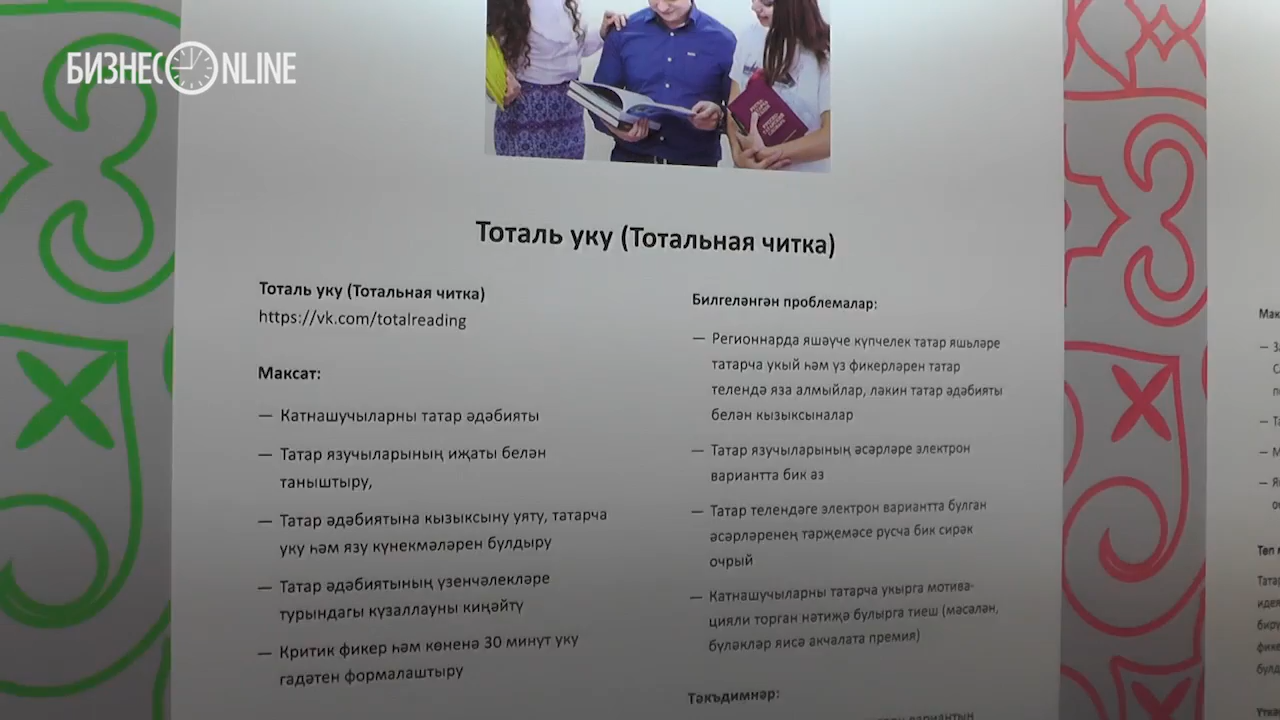 БИЗНЕС ONLINE
Тоталь уку (Тотальная читка)
Тоталь уку (Тотальная читка)
https://vk.com/totalreading
Максат:
— Катнашучыларны татар әдәбияты
— Татар язучыларының иҗаты белән
таныштыру,
— Татар әдәбиятына кызыксыну уяту, татарча
уку һәм язу күнекмәләрен булдыру
— Татар әдәбиятының үзенчәлекләре
турындагы күзаллауны киңәйтү
— Критик фикер һәм көненә 30 минут уку
гадәтен формалаштыру
Билгеләнгән проблемалар:
— Регионнарда яшәүче күпчелек татар яшьләре
татарча укый һәм үз фикерләрен татар
телендә яза алмыйлар, ләкин татар әдәбияты
белән кызыксыналар
— Татар язучыларының әсәрләре электрон
вариантта бик аз
— Татар телендәге электрон вариантта булган
әсәрләренең тәрҗемәсе русча бик сирәк
очрый
— Катнашучыларны татарча укырга мотива-
цияли торган нәтиҗә булырга тиеш (мәсәлән,
бүләкләр яисә акчалата премия)
Тәкъдимнәр: